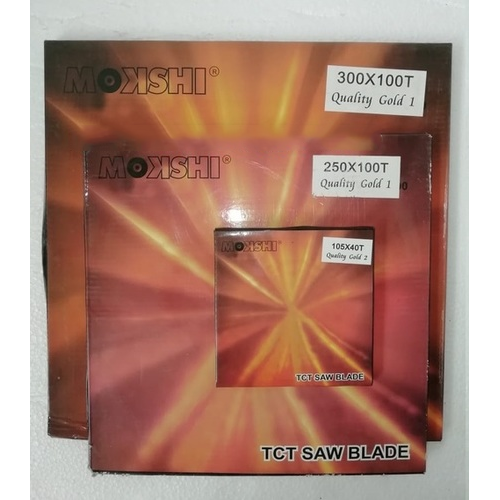 MOKSHI®
300X100T
Quality Gold 1
MOKSHI®
250X100T
Quality Gold 1
00
MOKSHI®
105X40T
Quality Gold 2
TCT SAW BLADE
TCT SAW BLADE